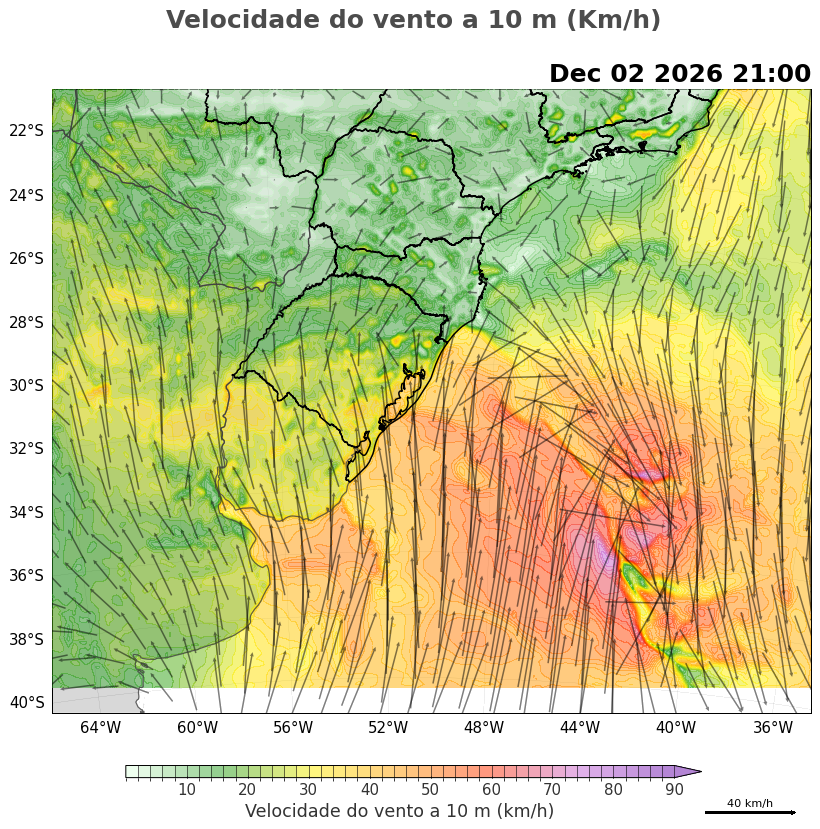 Velocidade do vento a 10 m (Km/h)
Dec 02 2026 21:00
22°S
24°S
26°S
28°S
30°S
32°S
34°S
36°S
38°S
40°S
64°W 60°W 56°W 52°W 48°W 44°W 40°W 36°W
10 20 30 40 50 60 70 80 90
Velocidade do vento a 10 m (km/h)
40 km/h